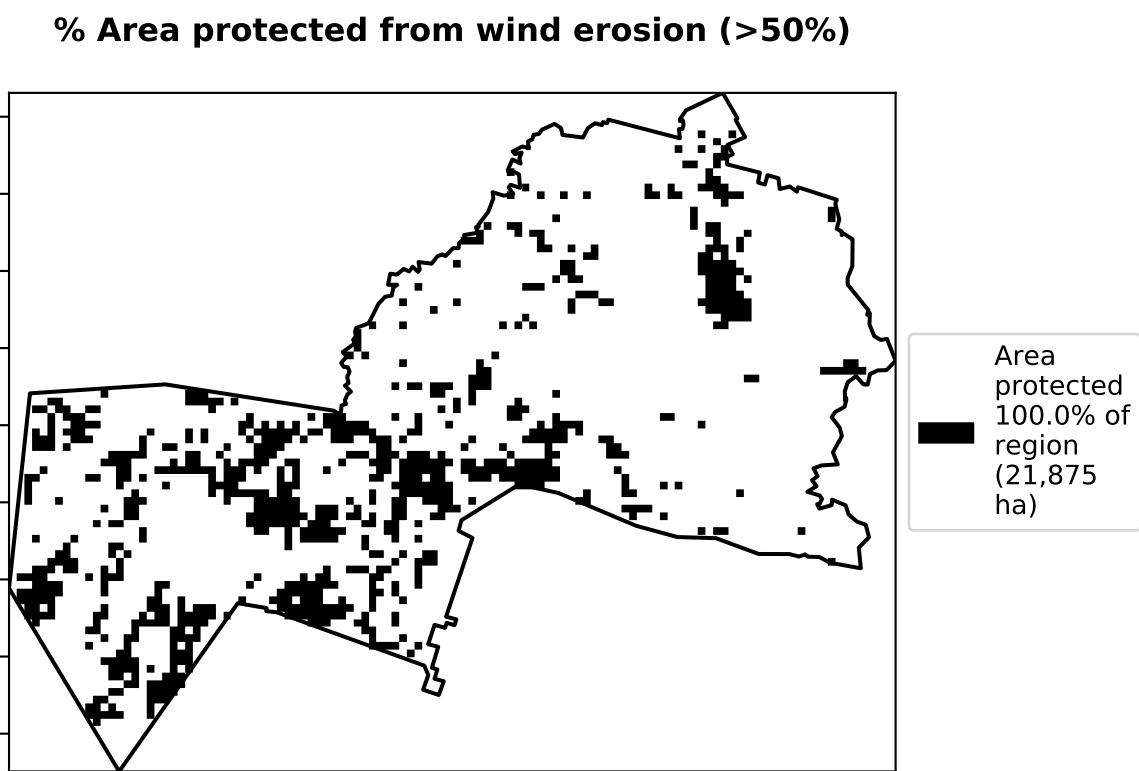 % Area protected from wind erosion (>50%)
Area
protected
100.0% of
region
(21,875
ha)